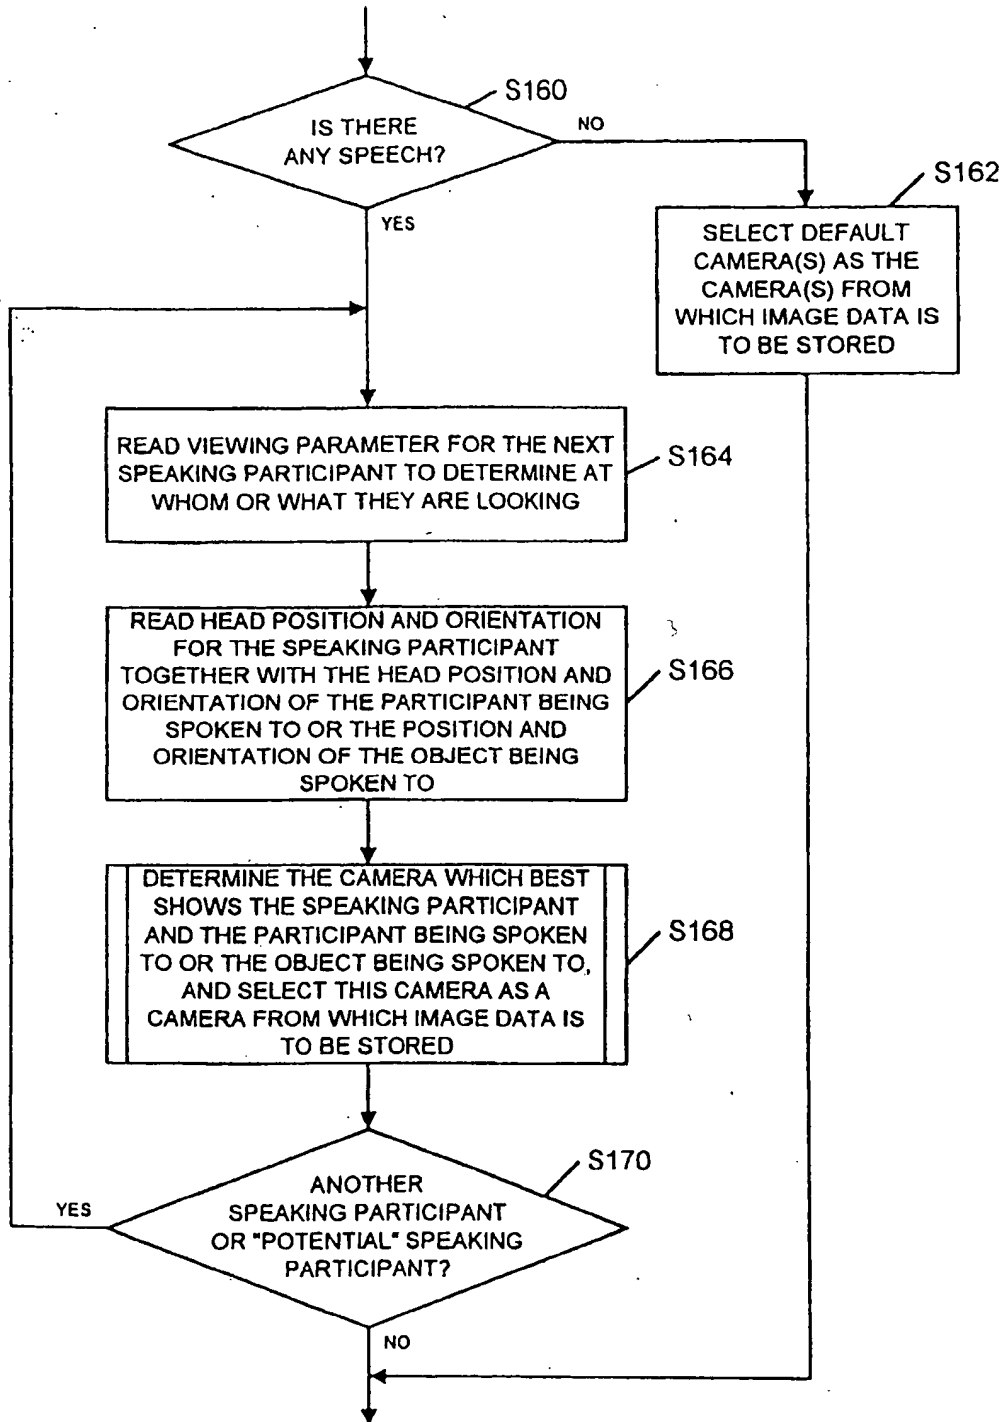 S160
IS THERE
ANY SPEECH?
NO
YES
S162
SELECT DEFAULT
CAMERA(S) AS THE
CAMERA(S) FROM
WHICH IMAGE DATA IS
TO BE STORED
READ VIEWING PARAMETER FOR THE NEXT
SPEAKING PARTICIPANT TO DETERMINE AT
WHOM OR WHAT THEY ARE LOOKING
S164
READ HEAD POSITION AND ORIENTATION
FOR THE SPEAKING PARTICIPANT
TOGETHER WITH THE HEAD POSITION AND
ORIENTATION OF THE PARTICIPANT BEING
SPOKEN TO OR THE POSITION AND
ORIENTATION OF THE OBJECT BEING
SPOKEN TO
S166
DETERMINE THE CAMERA WHICH BEST
SHOWS THE SPEAKING PARTICIPANT
AND THE PARTICIPANT BEING SPOKEN
TO OR THE OBJECT BEING SPOKEN TO,
AND SELECT THIS CAMERA AS A
CAMERA FROM WHICH IMAGE DATA IS
TO BE STORED
S168
S170
ANOTHER
SPEAKING PARTICIPANT
OR "POTENTIAL" SPEAKING
PARTICIPANT?
YES
NO